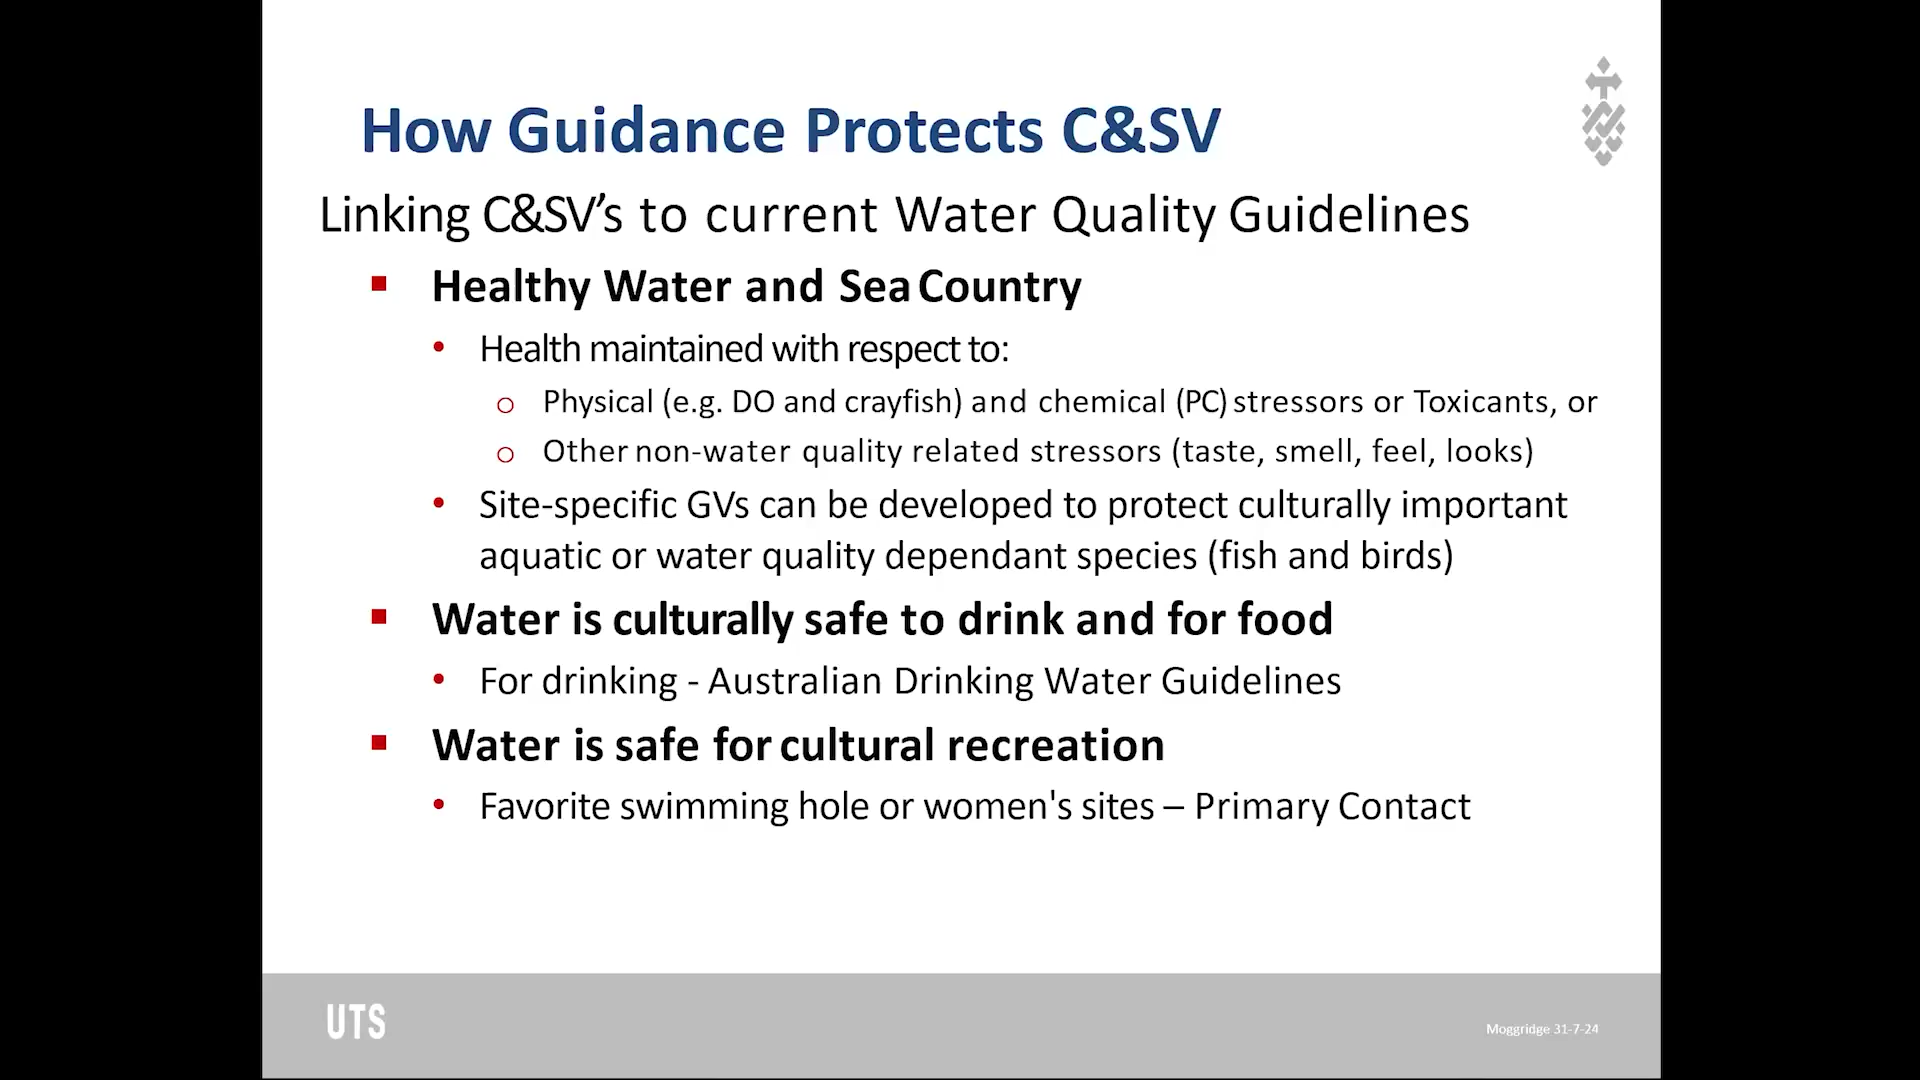 How Guidance Protects C&SV
Linking C&SV’s to current Water Quality Guidelines
Healthy Water and Sea Country
Health maintained with respect to:
Physical (e.g. DO and crayfish) and chemical (PC) stressors or Toxicants, or
Other non-water quality related stressors (taste, smell, feel, looks)
Site-specific GVs can be developed to protect culturally important
aquatic or water quality dependant species (fish and birds)
Water is culturally safe to drink and for food
For drinking - Australian Drinking Water Guidelines
Water is safe for cultural recreation
Favorite swimming hole or women's sites – Primary Contact
UTS
Moggridge 31-7-24